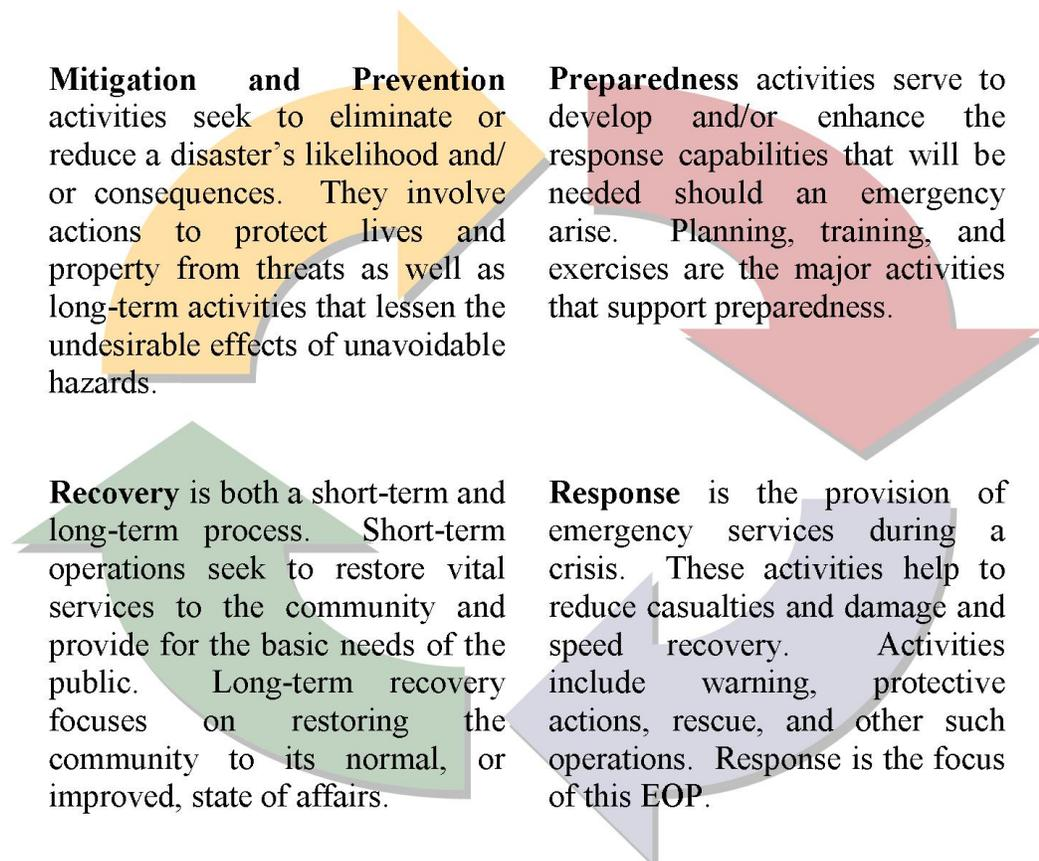 Mitigation and Prevention
activities seek to eliminate or
reduce a disaster’s likelihood and/
or consequences. They involve
actions to protect lives and
property from threats as well as
long-term activities that lessen the
undesirable effects of unavoidable
hazards.
Preparedness activities serve to
develop and/or enhance the
response capabilities that will be
needed should an emergency
arise. Planning, training, and
exercises are the major activities
that support preparedness.
Recovery is both a short-term and
long-term process. Short-term
operations seek to restore vital
services to the community and
provide for the basic needs of the
public. Long-term recovery
focuses on restoring the
community to its normal, or
improved, state of affairs.
Response is the provision of
emergency services during a
crisis. These activities help to
reduce casualties and damage and
speed recovery. Activities
include warning, protective
actions, rescue, and other such
operations. Response is the focus
of this EOP.